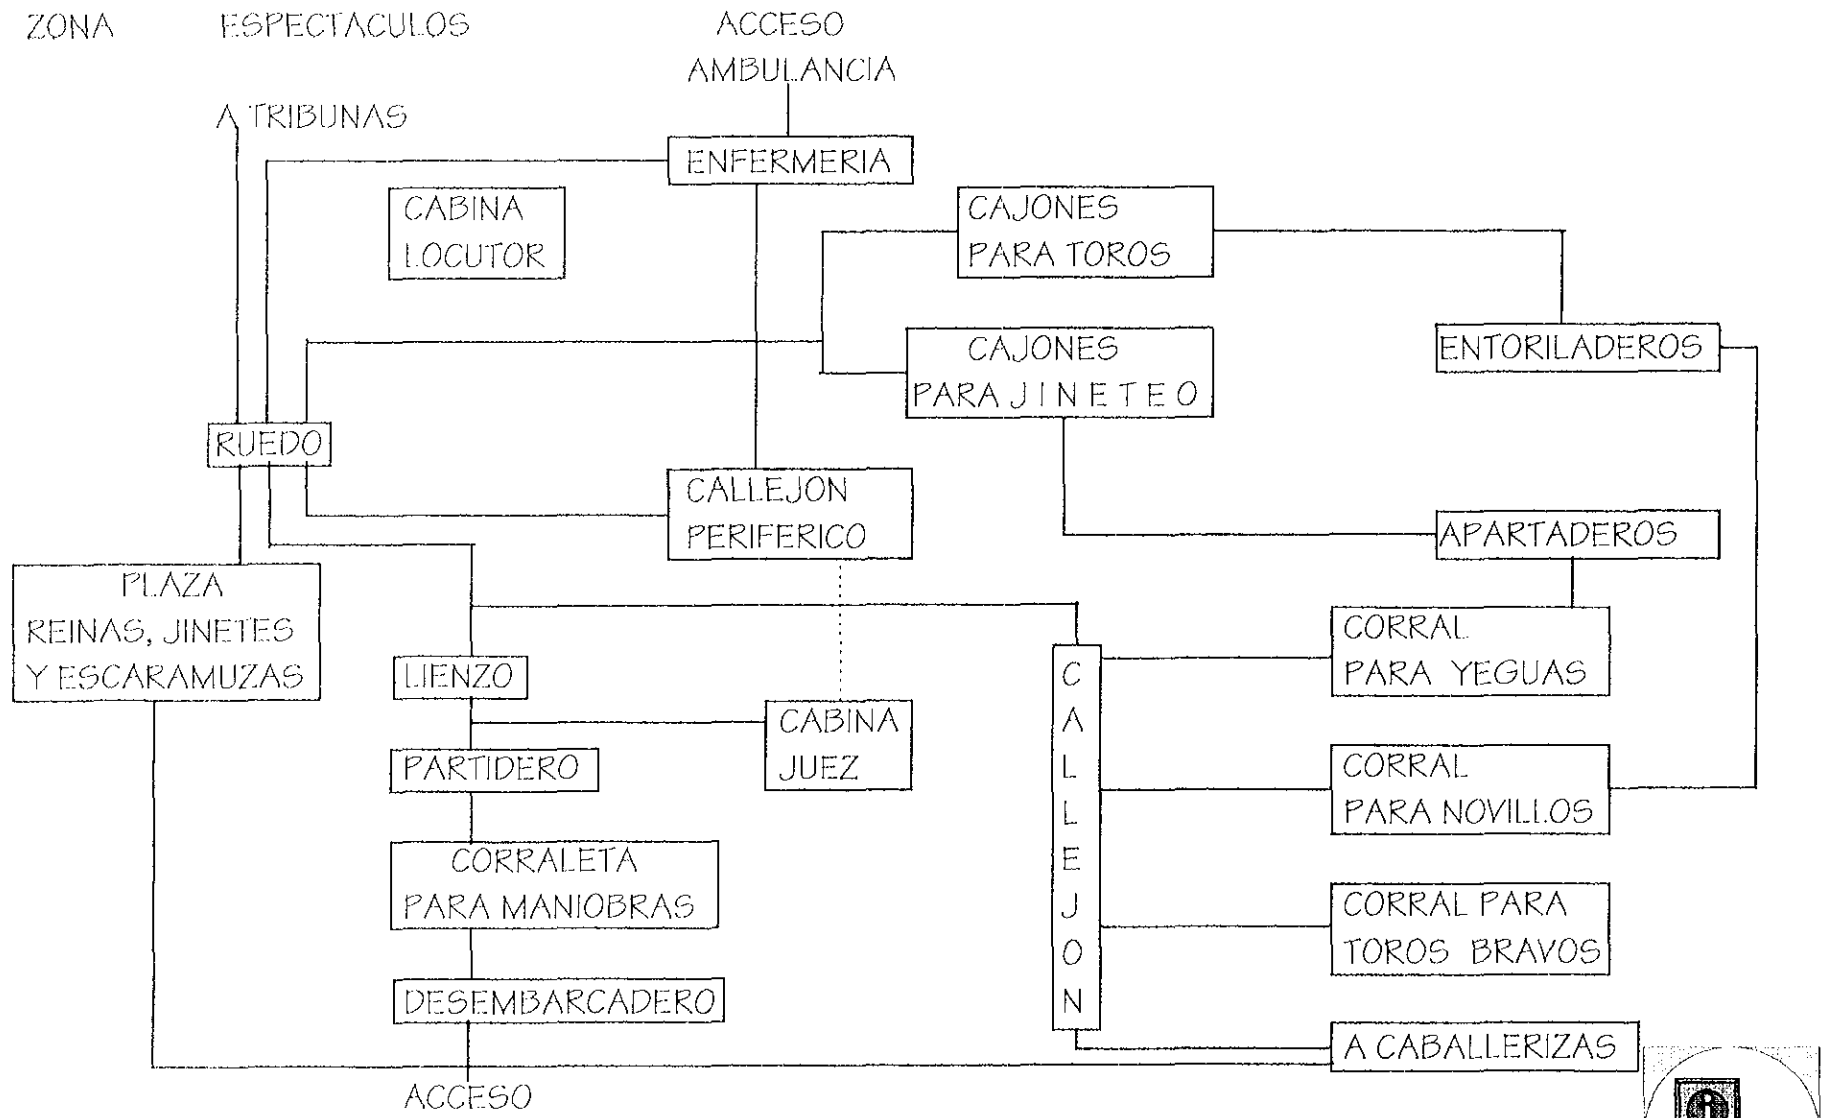 ZONA ESPECTACULOS
ACCESO
AMBULANCIA
A TRIBUNAS
ENFERMERIA
CABINA
LOCUTOR
CAJONES
PARA TOROS
CAJONES
PARA JINETEO
ENTORILADEROS
RUEDO
CALLEJON
PERIFERICO
APARTADEROS
PLAZA
REINAS, JINETES
Y ESCARAMUZAS
LIENZO
CABINA
JUEZ
PARTIDERO
CORRALETA
PARA MANIOBRAS
DESEMBARCADERO
ACCESO
CALLEJON
CORRAL
PARA YEGUAS
CORRAL
PARA NOVILLOS
CORRAL PARA
TOROS BRAVOS
A CABALLERIZAS